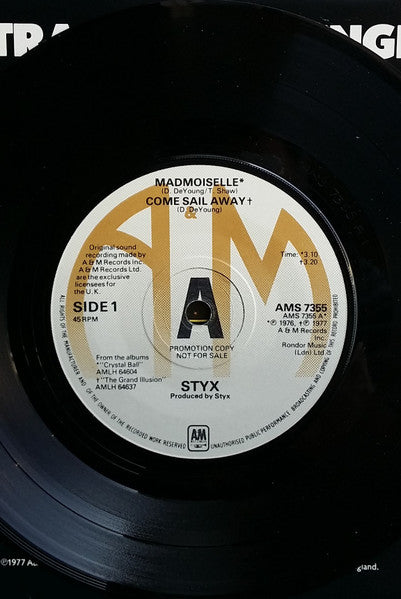 TRA
NGE
MADMOISELLE*
(D. DeYoung/T. Shaw)
COME SAIL AWAY†
(D. DeYoung)
A&M
Original sound
recording made by
A & M Records Inc.
A & M Records Ltd.
are the exclusive
licensees for
the U.K.
Time: *3.10
†3.20
SIDE 1
45 RPM
A
AMS 7355
AMS 7355 A*
*℗ 1976, †℗ 1977
A & M Records
Inc.
Rondor Music
(Ldn) Ltd.
PROMOTION COPY
NOT FOR SALE
From the albums
*"Crystal Ball"
AMLH 64604
†"The Grand Illusion"
AMLH 64637
STYX
Produced by Styx
A&M
ALL RIGHTS OF THE MANUFACTURER AND OF THE OWNER OF THE RECORDED WORK RESERVED
UNAUTHORISED PUBLIC PERFORMANCE, BROADCASTING AND COPYING OF THIS RECORD PROHIBITED
℗1977 A&
gland.